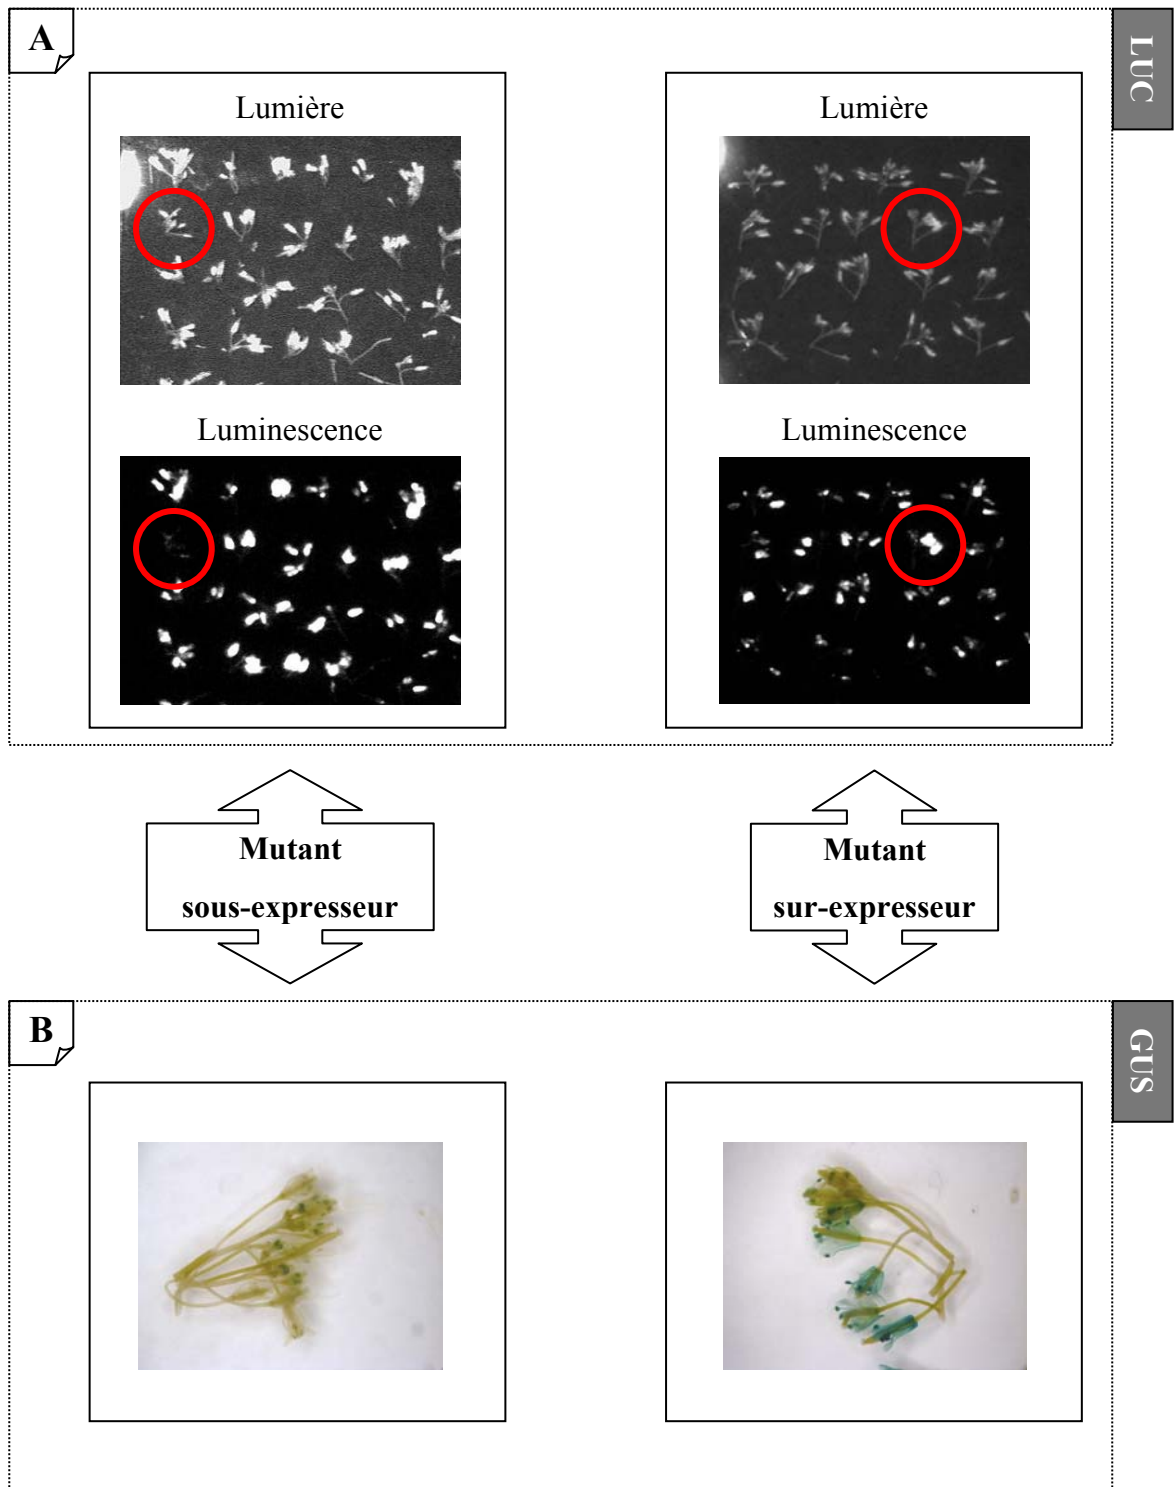 A
LUC
Lumière
Lumière
Luminescence
Luminescence
Mutant
sous-expresseur
Mutant
sur-expresseur
B
GUS